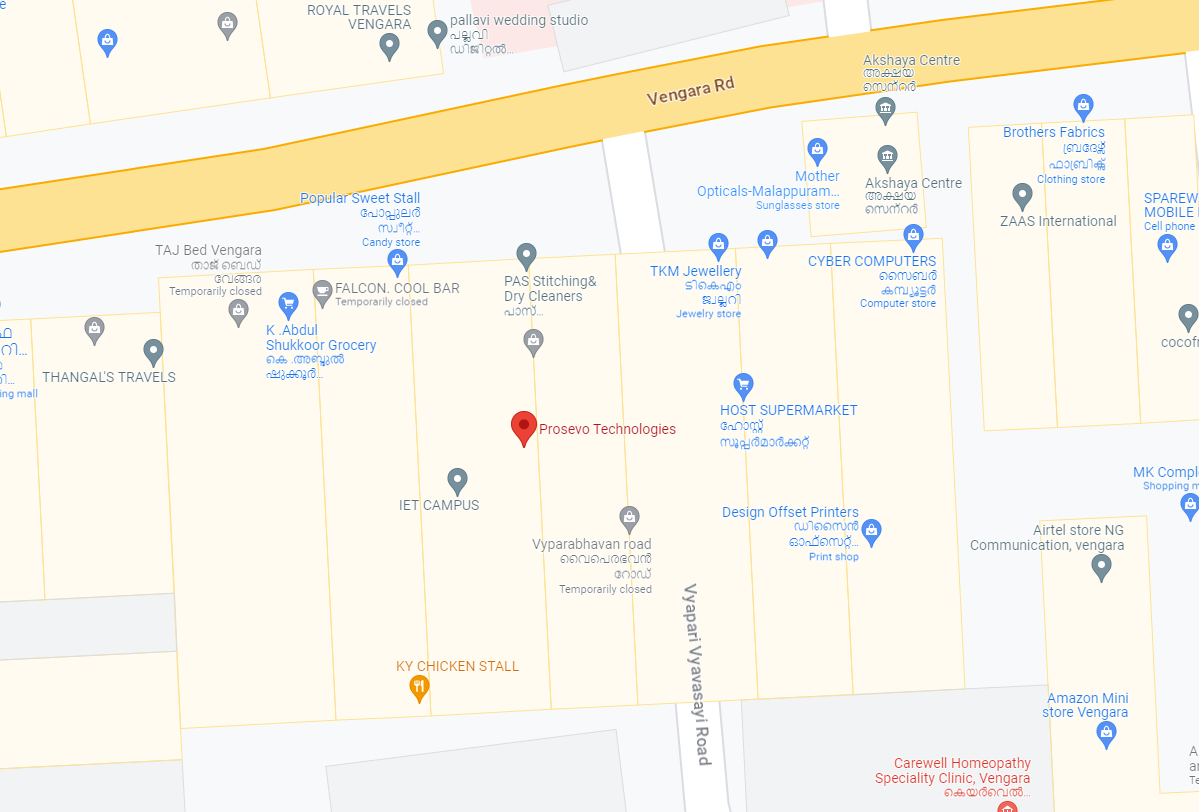 e
ROYAL TRAVELS
VENGARA
pallavi wedding studio
പല്ലവി
ഡിജിറ്റൽ...
Vengara Rd
Akshaya Centre
അക്ഷയ
സെന്റർ
Brothers Fabrics
ബ്രദേഴ്സ്
ഫാബ്രിക്സ്
Clothing store
Mother
Opticals-Malappuram...
Sunglasses store
Akshaya Centre
അക്ഷയ
സെന്റർ
ZAAS International
SPAREW
MOBILE
Cell phone
Popular Sweet Stall
പോപ്പുലർ
സ്വീറ്റ്...
Candy store
TAJ Bed Vengara
താജ് ബെഡ്
വേങ്ങര
Temporarily closed
FALCON. COOL BAR
Temporarily closed
PAS Stitching&
Dry Cleaners
പാസ്...
TKM Jewellery
ടികെഎം
ജ്വല്ലറി
Jewelry store
CYBER COMPUTERS
സൈബർ
കമ്പ്യൂട്ടർ
Computer store
K .Abdul
Shukkoor Grocery
കെ .അബ്ദുൽ
ഷുക്കൂർ...
റി...
ing mall
THANGAL'S TRAVELS
cocofr
Prosevo Technologies
HOST SUPERMARKET
ഹോസ്റ്റ്
സൂപ്പർമാർക്കറ്റ്
IET CAMPUS
MK Compl
Shopping m
Design Offset Printers
ഡിസൈൻ
ഓഫ്സെറ്റ്...
Print shop
Vyparabhavan road
വൈപെരഭവൻ
റോഡ്
Temporarily closed
Airtel store NG
Communication, vengara
Vyapari Vyavasayi Road
KY CHICKEN STALL
Amazon Mini
store Vengara
Carewell Homeopathy
Speciality Clinic, Vengara
കെയർവെൽ...
A
ar
Te